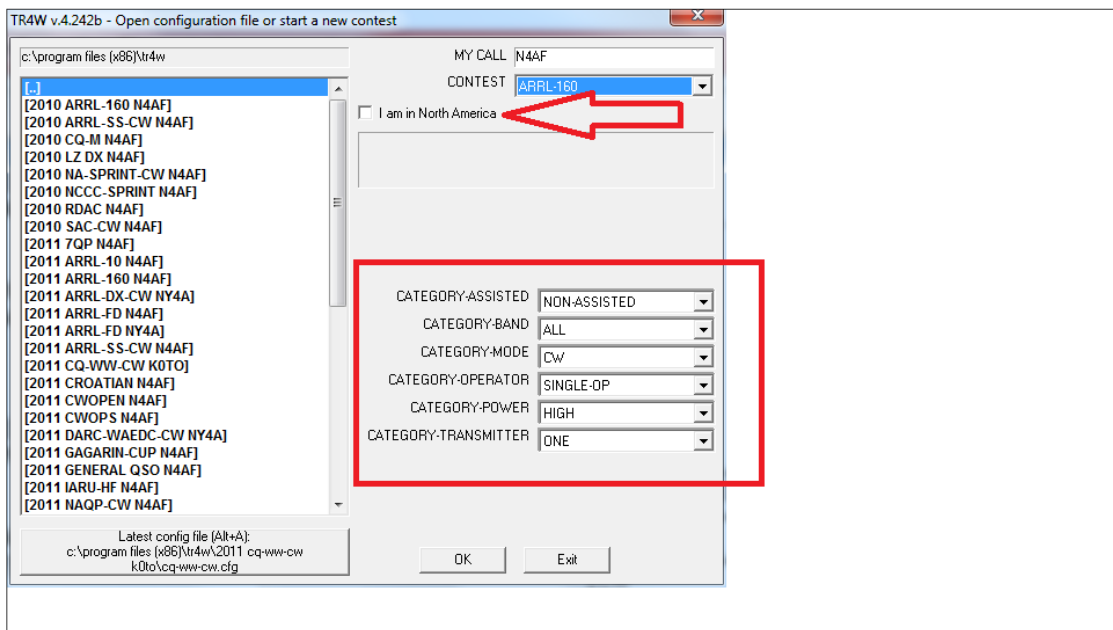 TR4W v.4.242b - Open configuration file or start a new contest
c:\program files (x86)\tr4w
[..]
[2010 ARRL-160 N4AF]
[2010 ARRL-SS-CW N4AF]
[2010 CQ-M N4AF]
[2010 LZ DX N4AF]
[2010 NA-SPRINT-CW N4AF]
[2010 NCCC-SPRINT N4AF]
[2010 RDAC N4AF]
[2010 SAC-CW N4AF]
[2011 7QP N4AF]
[2011 ARRL-10 N4AF]
[2011 ARRL-160 N4AF]
[2011 ARRL-DX-CW NY4A]
[2011 ARRL-FD N4AF]
[2011 ARRL-FD NY4A]
[2011 ARRL-SS-CW N4AF]
[2011 CQ-WW-CW K0TO]
[2011 CROATIAN N4AF]
[2011 CWOPEN N4AF]
[2011 CWOPS N4AF]
[2011 DARC-WAEDC-CW NY4A]
[2011 GAGARIN-CUP N4AF]
[2011 GENERAL QSO N4AF]
[2011 IARU-HF N4AF]
[2011 NAQP-CW N4AF]
Latest config file (Alt+A):
c:\program files (x86)\tr4w\2011 cq-ww-cw
k0to\cq-ww-cw.cfg
MY CALL N4AF
CONTEST ARRL-160
I am in North America
CATEGORY-ASSISTED NON-ASSISTED
CATEGORY-BAND ALL
CATEGORY-MODE CW
CATEGORY-OPERATOR SINGLE-OP
CATEGORY-POWER HIGH
CATEGORY-TRANSMITTER ONE
OK Exit